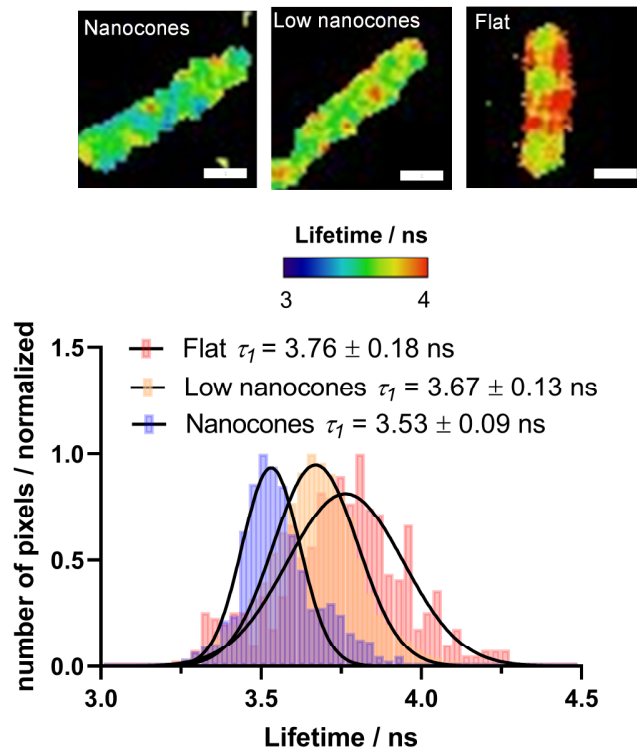 Nanocones
Low nanocones
Flat
Lifetime / ns
3
4
number of pixels / normalized
1.5
1.0
0.5
0.0
Flat τ₁ = 3.76 ± 0.18 ns
Low nanocones τ₁ = 3.67 ± 0.13 ns
Nanocones τ₁ = 3.53 ± 0.09 ns
3.0
3.5
4.0
4.5
Lifetime / ns